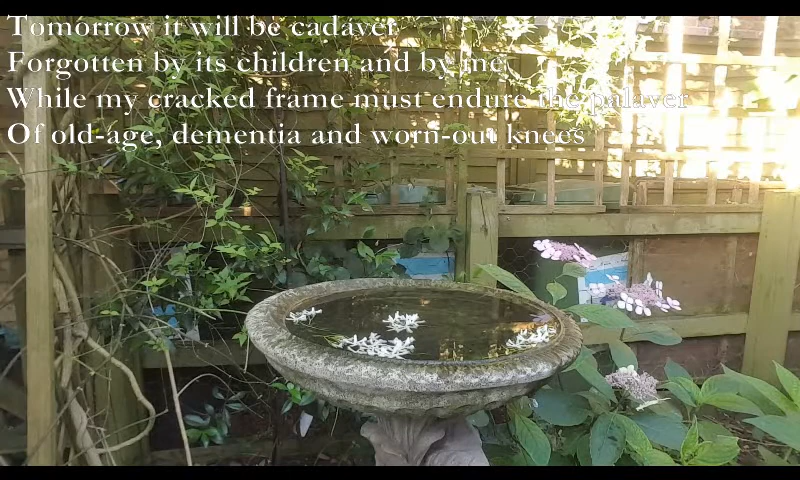 Tomorrow it will be cadaver
Forgotten by its children and by me,
While my cracked frame must endure the palaver
Of old-age, dementia and worn-out knees